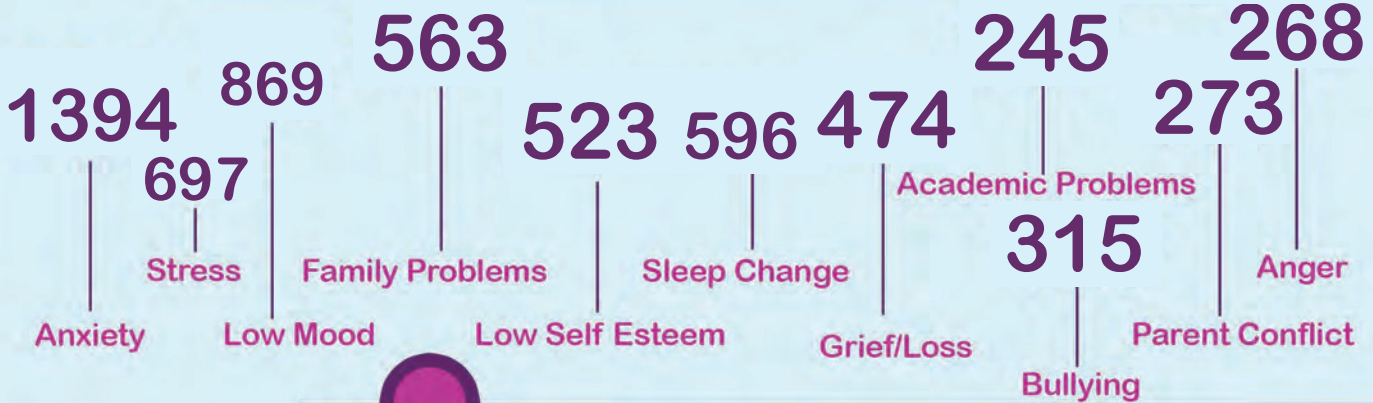 1394
Anxiety
697
Stress
869
Low Mood
563
Family Problems
523
Low Self Esteem
596
Sleep Change
474
Grief/Loss
245
Academic Problems
315
Bullying
273
Parent Conflict
268
Anger